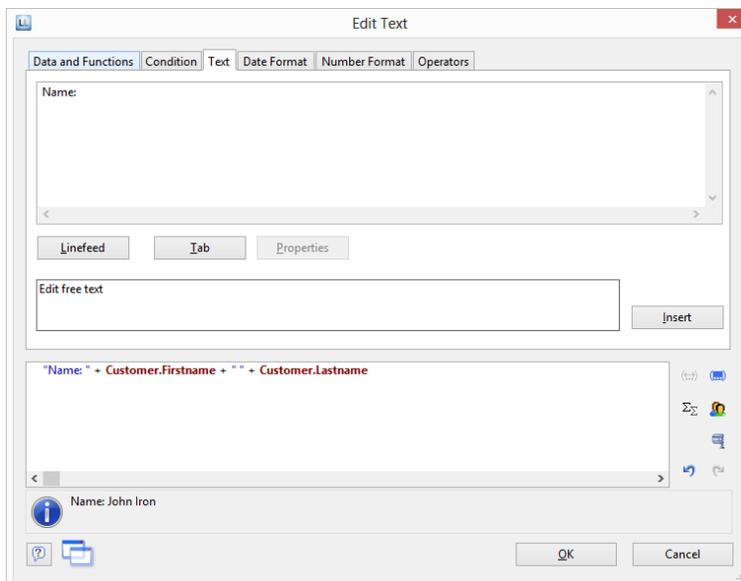 Edit Text
Data and Functions Condition Text Date Format Number Format Operators
Name:
Linefeed Tab Properties
Edit free text
Insert
"Name: " + Customer.Firstname + " " + Customer.Lastname
Name: John Iron
OK Cancel